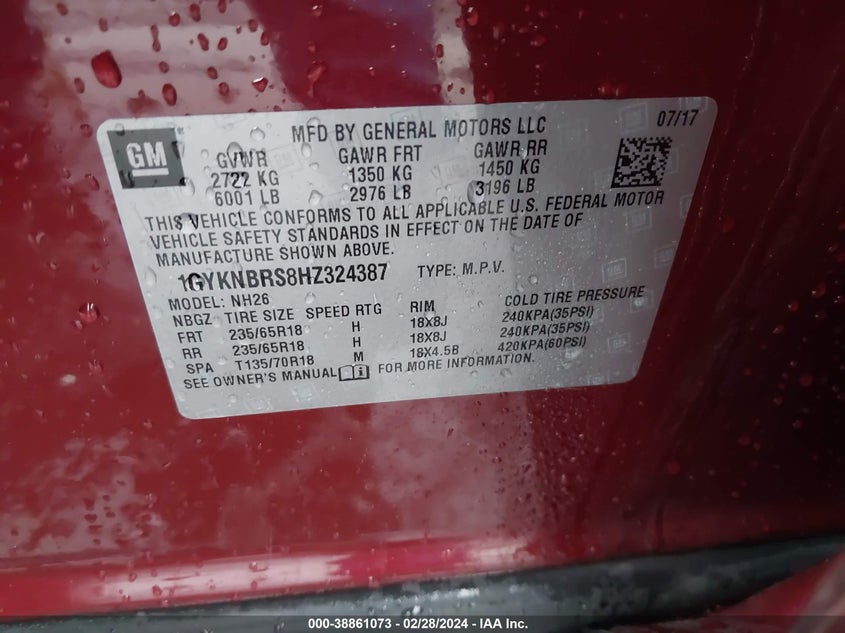 GM
MFD BY GENERAL MOTORS LLC
07/17
GVWR GAWR FRT GAWR RR
2722 KG 1350 KG 1450 KG
6001 LB 2976 LB 3196 LB
THIS VEHICLE CONFORMS TO ALL APPLICABLE U.S. FEDERAL MOTOR
VEHICLE SAFETY STANDARDS IN EFFECT ON THE DATE OF
MANUFACTURE SHOWN ABOVE.
1GYKNBRS8HZ324387 TYPE: M.P.V.
MODEL: NH26
NBGZ TIRE SIZE SPEED RTG RIM COLD TIRE PRESSURE
FRT 235/65R18 H 18X8J 240KPA(35PSI)
RR 235/65R18 H 18X8J 240KPA(35PSI)
SPA T135/70R18 M 18X4.5B 420KPA(60PSI)
SEE OWNER'S MANUAL FOR MORE INFORMATION.
000-38861073 - 02/28/2024 - IAA Inc.